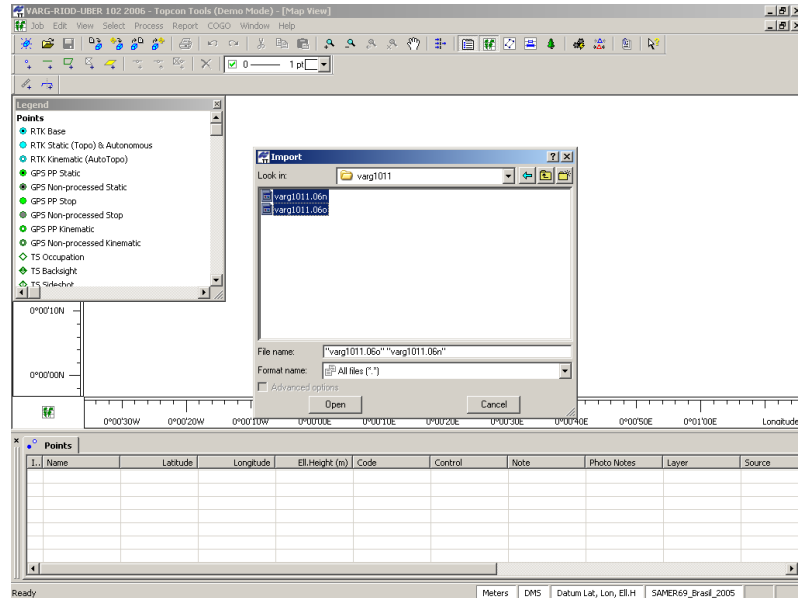 VARG-RIOD-UBER 102 2006 - Topcon Tools (Demo Mode) - [Map View]
Job Edit View Select Process Report COGO Window Help
0 1 pt
Legend
Points
RTK Base
RTK Static (Topo) & Autonomous
RTK Kinematic (AutoTopo)
GPS PP Static
GPS Non-processed Static
GPS PP Stop
GPS Non-processed Stop
GPS PP Kinematic
GPS Non-processed Kinematic
TS Occupation
TS Backsight
TS Sideshot
Import
Look in: varg1011
varg1011.06n
varg1011.06o
File name: "varg1011.06o" "varg1011.06n"
Format name: All files (*.*)
Advanced options
Open Cancel
0°00'10N
0°00'00N
0°00'30W 0°00'20W 0°00'10W 0°00'00E 0°00'10E 0°00'20E 0°00'30E 0°00'40E 0°00'50E 0°01'00E Longitude
Points
I.. Name Latitude Longitude Ell.Height (m) Code Control Note Photo Notes Layer Source
Ready Meters DMS Datum Lat, Lon, Ell.H SAMER69_Brasil_2005